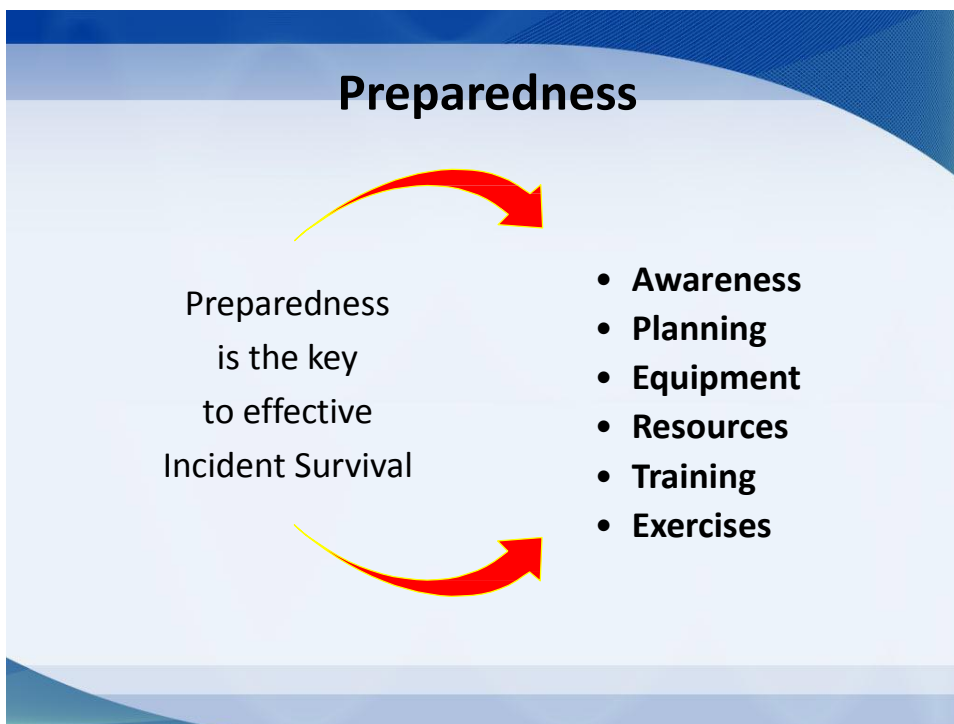 Preparedness
Preparedness
is the key
to effective
Incident Survival
• Awareness
• Planning
• Equipment
• Resources
• Training
• Exercises